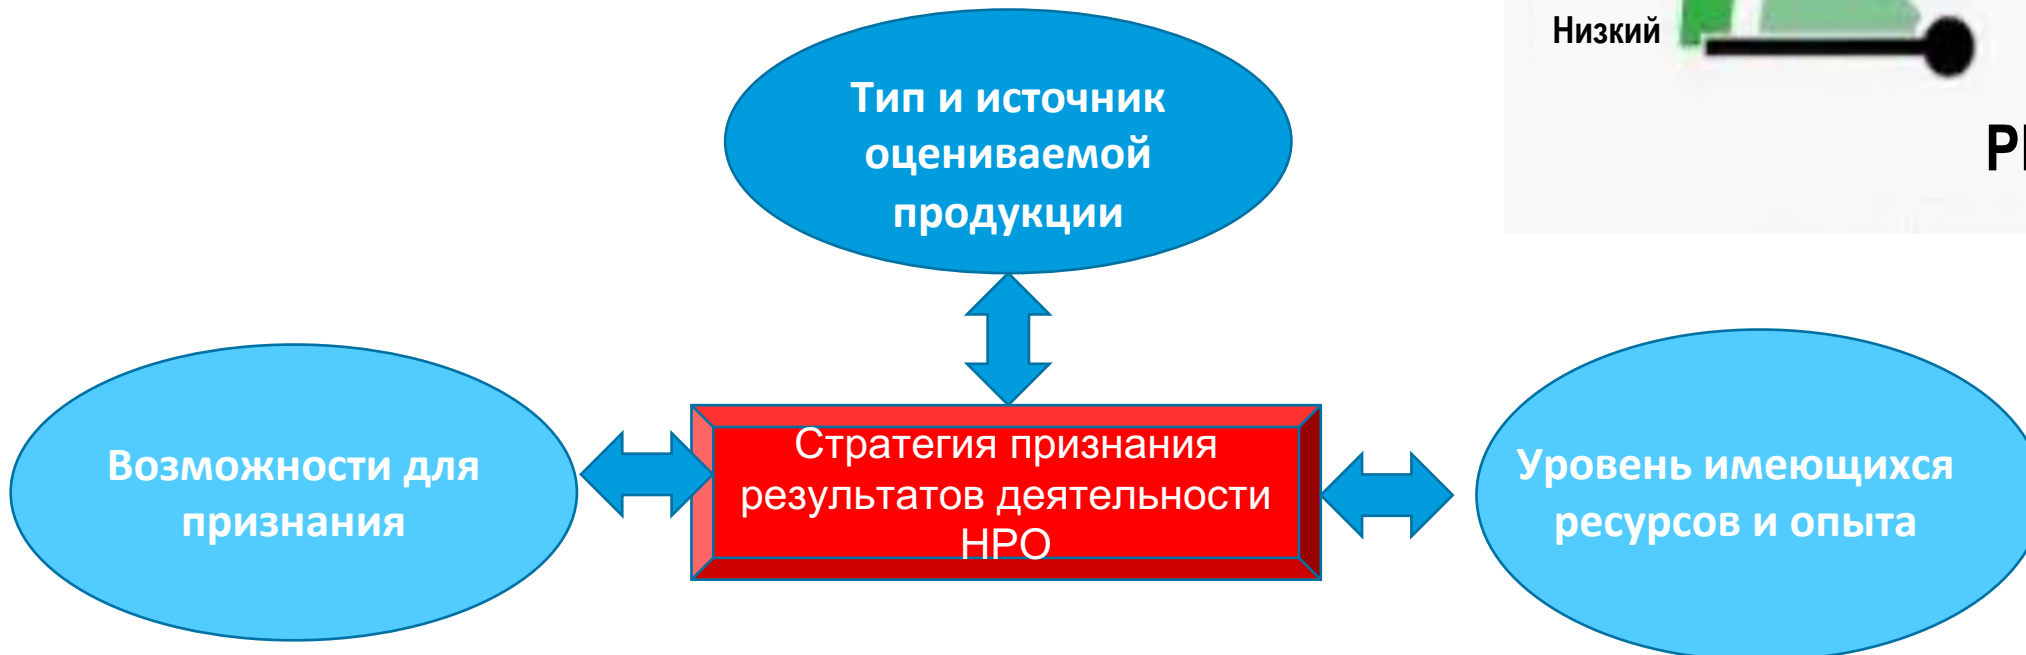 Низкий
Тип и источник
оцениваемой
продукции
Возможности для
признания
Стратегия признания
результатов деятельности
НРО
Уровень имеющихся
ресурсов и опыта